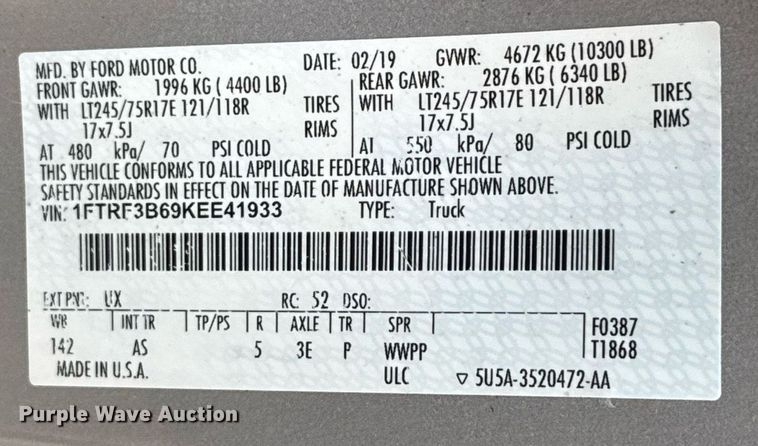 MFD. BY FORD MOTOR CO. DATE: 02/19 GVWR: 4672 KG (10300 LB)
FRONT GAWR: 1996 KG ( 4400 LB) REAR GAWR: 2876 KG ( 6340 LB)
WITH LT245/75R17E 121/118R TIRES WITH LT245/75R17E 121/118R TIRES
17x7.5J RIMS 17x7.5J RIMS
AT 480 kPa/ 70 PSI COLD AT 550 kPa/ 80 PSI COLD
THIS VEHICLE CONFORMS TO ALL APPLICABLE FEDERAL MOTOR VEHICLE
SAFETY STANDARDS IN EFFECT ON THE DATE OF MANUFACTURE SHOWN ABOVE.
VIN: 1FTRF3B69KEE41933 TYPE: Truck
EXT PNT: UX RC: 52 DSO:
WB INT TR TP/PS R AXLE TR SPR F0387
142 AS 5 3E P WWPP T1868
MADE IN U.S.A. ULC ▽ 5U5A-3520472-AA
Purple Wave Auction